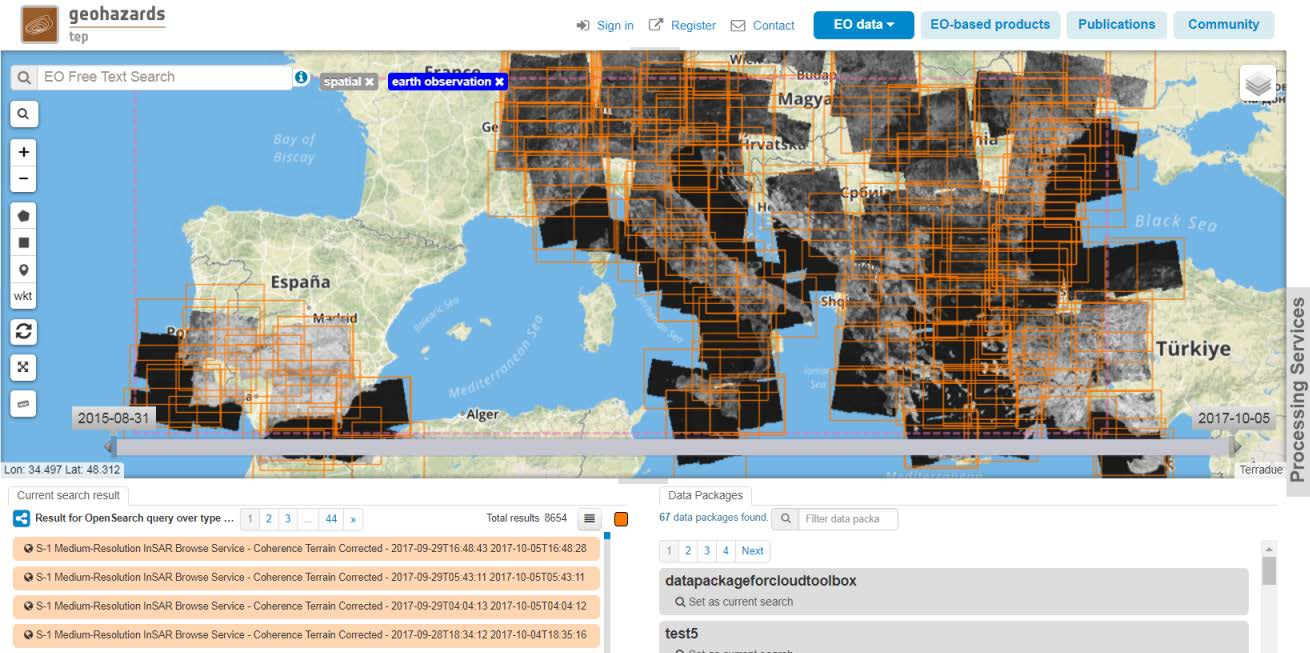 geohazards
tep
Sign in
Register
Contact
EO data
EO-based products
Publications
Community
EO Free Text Search
spatial
earth observation
France
Wien
Magya
Bay of
Biscay
Hrvatska
Србија
Black Sea
España
Madrid
Balearic Sea
Mediterranean Sea
Türkiye
Alger
wkt
2015-08-31
2017-10-05
Processing Services
Lon: 34.497 Lat: 48.312
Terradue
Current search result
Data Packages
Result for OpenSearch query over type ...
1 2 3 ... 44 »
Total results 8654
67 data packages found.
Filter data packa
1 2 3 4 Next
S-1 Medium-Resolution InSAR Browse Service - Coherence Terrain Corrected - 2017-09-29T16:48:43 2017-10-05T16:48:28
S-1 Medium-Resolution InSAR Browse Service - Coherence Terrain Corrected - 2017-09-29T05:43:11 2017-10-05T05:43:11
S-1 Medium-Resolution InSAR Browse Service - Coherence Terrain Corrected - 2017-09-29T04:04:13 2017-10-05T04:04:12
S-1 Medium-Resolution InSAR Browse Service - Coherence Terrain Corrected - 2017-09-28T18:34:12 2017-10-04T18:35:16
datapackageforcloudtoolbox
Set as current search
test5